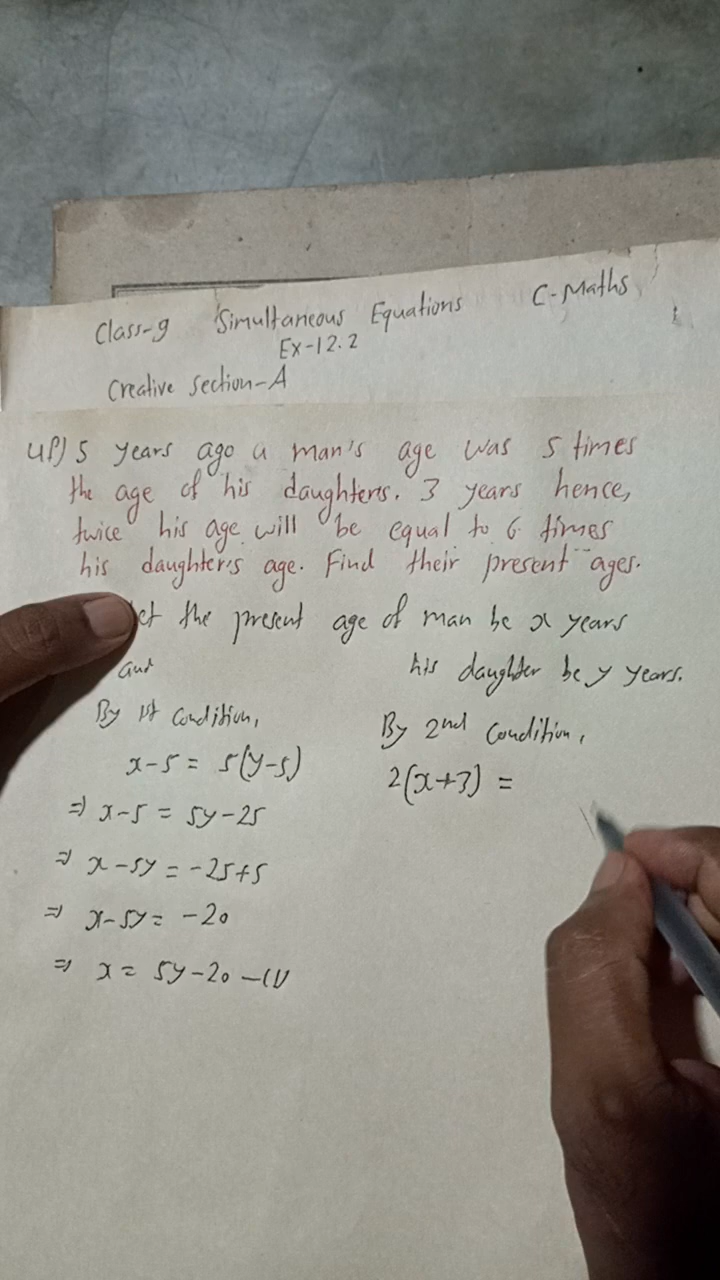 Class-9 Simultaneous Equations C-Maths
Ex-12.2
Creative Section-A
5 years ago a man's age was 5 times
the age of his daughters. 3 years hence,
twice his age will be equal to 6 times
his daughter's age. Find their present ages.
the present age of man be x years
and his daughter be y years.
By 1st Condition,
x-5 = 5(y-5)
⇒ x-5 = 5y-25
⇒ x-5y = -25+5
⇒ x-5y = -20
⇒ x = 5y-20 -(1)
By 2nd Condition,
2(x+3) =